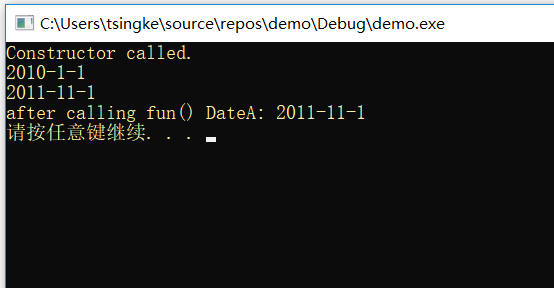 C:\Users\tsingke\source\repos\demo\Debug\demo.exe
Constructor called.
2010-1-1
2011-11-1
after calling fun() DateA: 2011-11-1
请按任意键继续. . .